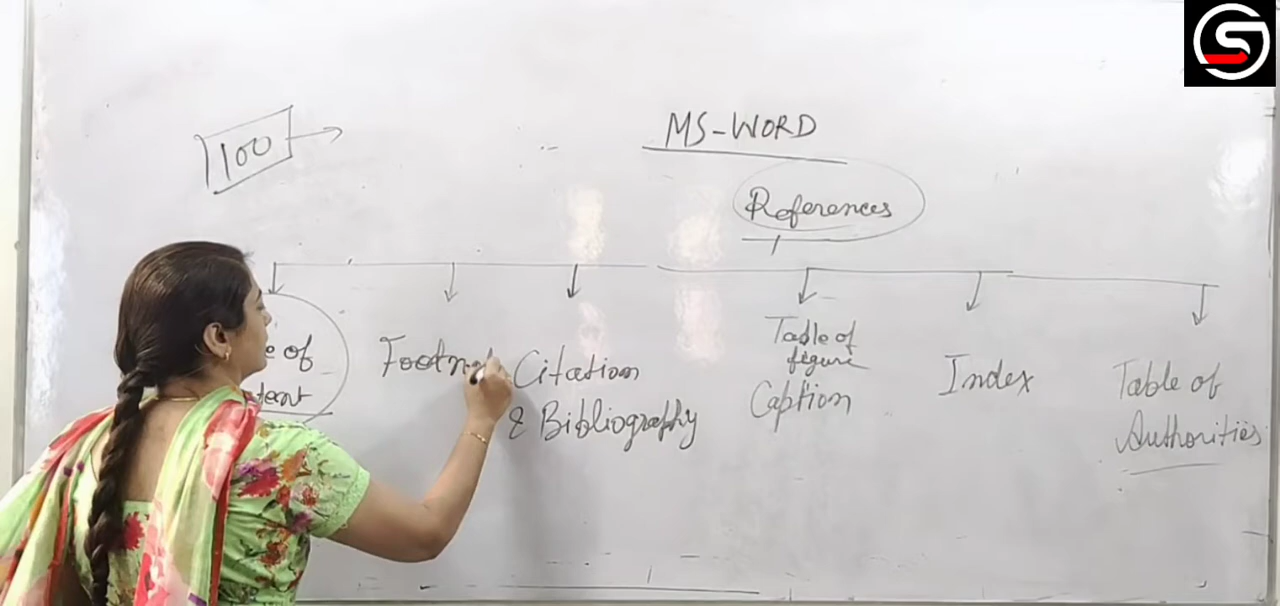 100
MS-WORD
References
e of
tent
Footn
Citation
& Bibliography
Table of
figure
Caption
Index
Table of
Authorities